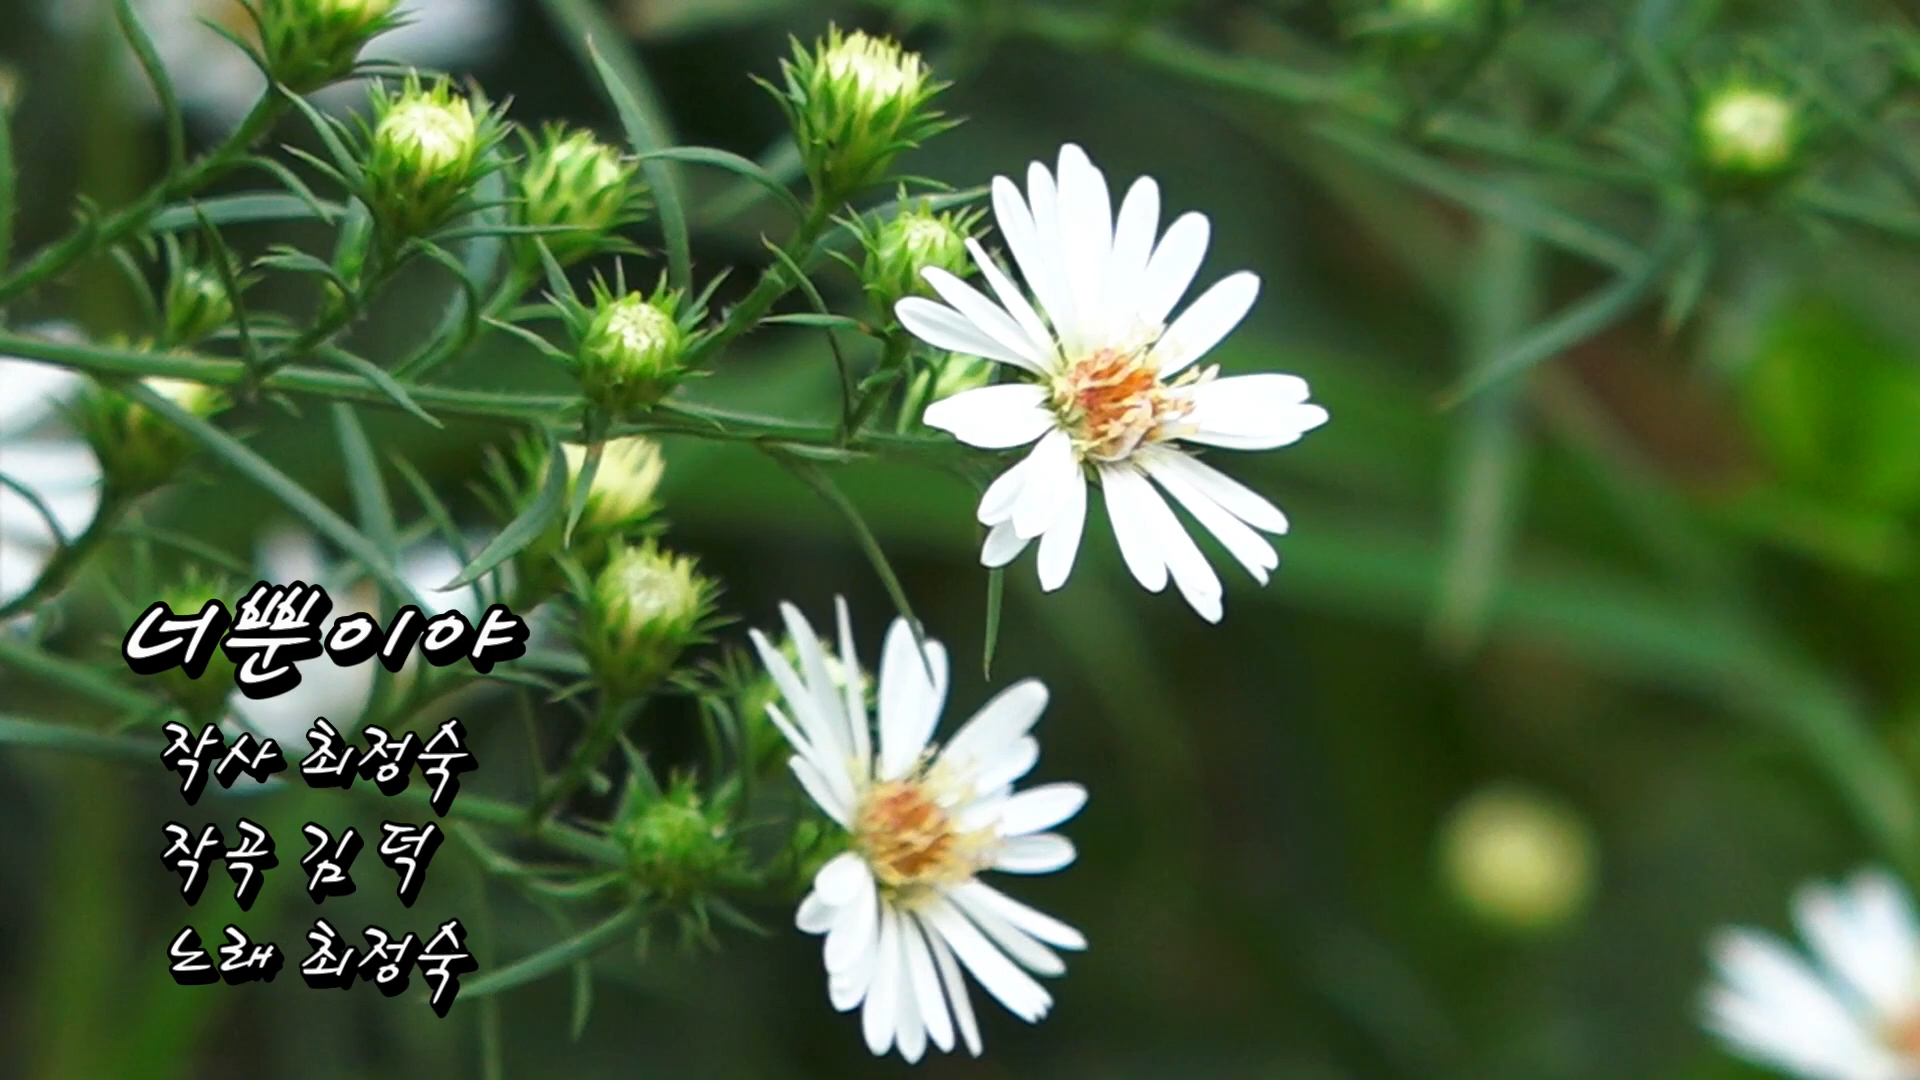 너뿐이야
작사 최정숙
작곡 김 덕
노래 최정숙